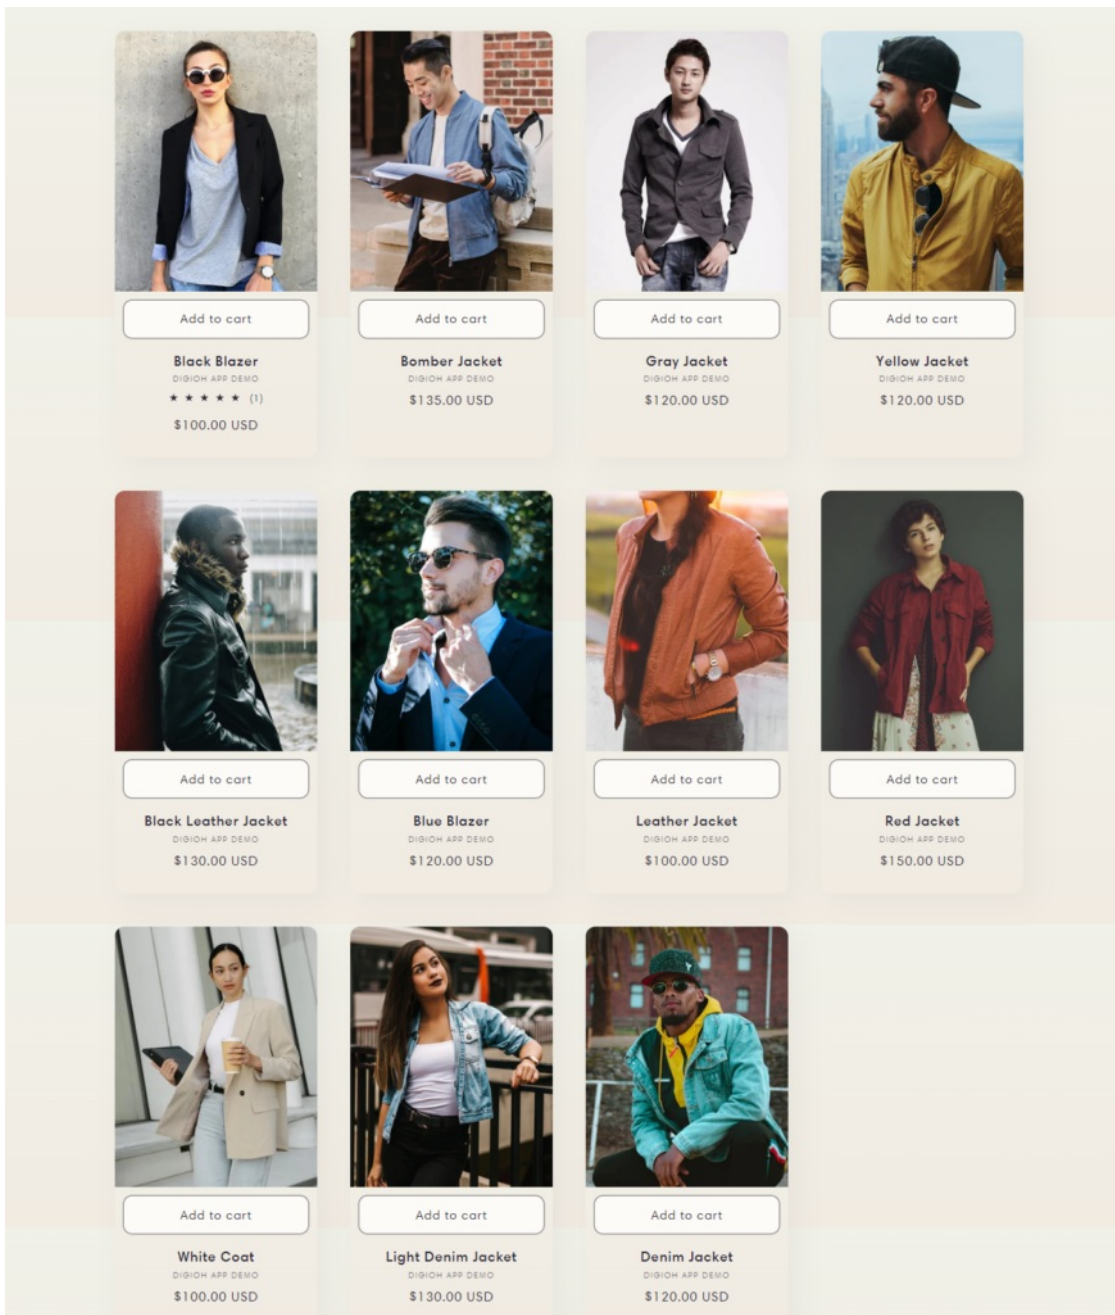 Add to cart
Add to cart
Add to cart
Add to cart
Black Blazer
Bomber Jacket
Gray Jacket
Yellow Jacket
DIGIOH APP DEMO
DIGIOH APP DEMO
DIGIOH APP DEMO
DIGIOH APP DEMO
★ ★ ★ ★ ★ (1)
$135.00 USD
$120.00 USD
$120.00 USD
$100.00 USD
Add to cart
Add to cart
Add to cart
Add to cart
Black Leather Jacket
Blue Blazer
Leather Jacket
Red Jacket
DIGIOH APP DEMO
DIGIOH APP DEMO
DIGIOH APP DEMO
DIGIOH APP DEMO
$130.00 USD
$120.00 USD
$100.00 USD
$150.00 USD
Add to cart
Add to cart
Add to cart
White Coat
Light Denim Jacket
Denim Jacket
DIGIOH APP DEMO
DIGIOH APP DEMO
DIGIOH APP DEMO
$100.00 USD
$130.00 USD
$120.00 USD